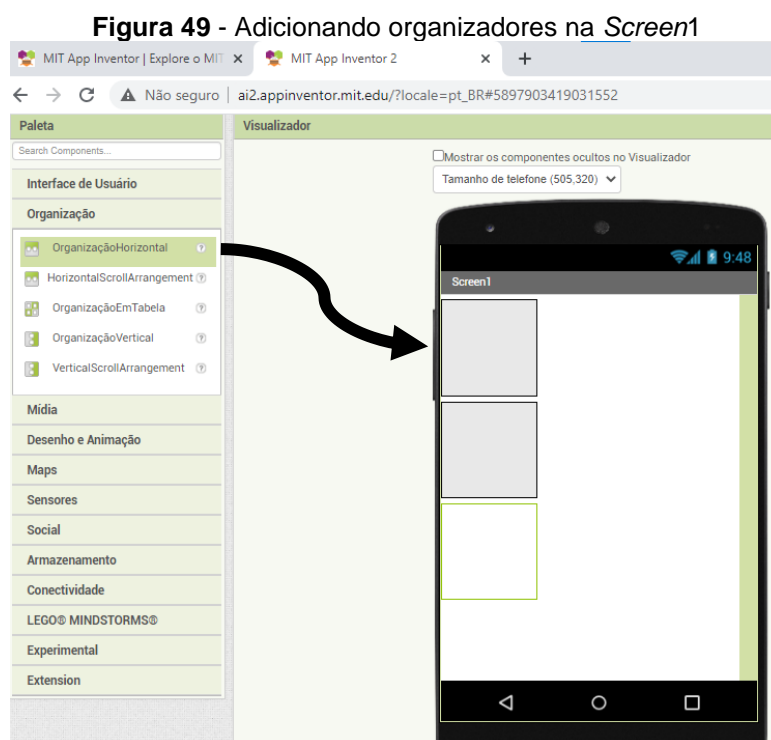 Figura 49 - Adicionando organizadores na Screen1
MIT App Inventor | Explore o MIT
MIT App Inventor 2
Não seguro
ai2.appinventor.mit.edu/?locale=pt_BR#5897903419031552
Paleta
Visualizador
Search Components...
Mostrar os componentes ocultos no Visualizador
Tamanho de telefone (505,320)
Interface de Usuário
Organização
OrganizaçãoHorizontal
HorizontalScrollArrangement
OrganizaçãoEmTabela
OrganizaçãoVertical
VerticalScrollArrangement
Mídia
Desenho e Animação
Maps
Sensores
Social
Armazenamento
Conectividade
LEGO® MINDSTORMS®
Experimental
Extension
9:48
Screen1